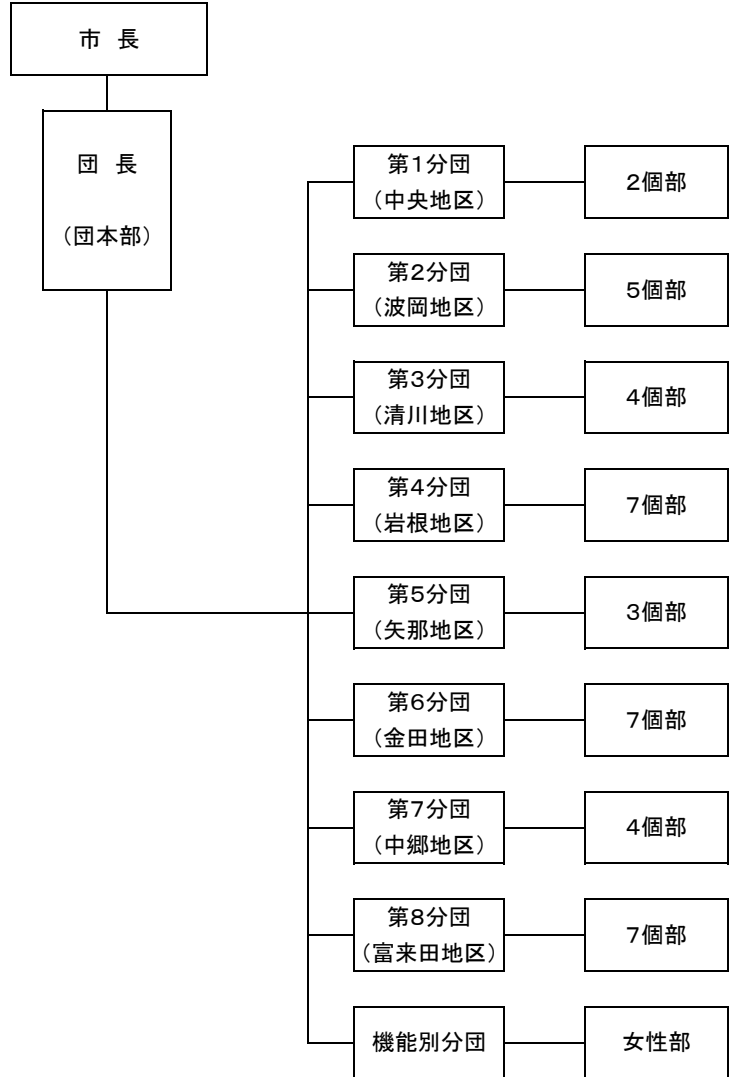 市 長
団 長
（団本部）
第1分団
（中央地区）
2個部
第2分団
（波岡地区）
5個部
第3分団
（清川地区）
4個部
第4分団
（岩根地区）
7個部
第5分団
（矢那地区）
3個部
第6分団
（金田地区）
7個部
第7分団
（中郷地区）
4個部
第8分団
（富来田地区）
7個部
機能別分団
女性部